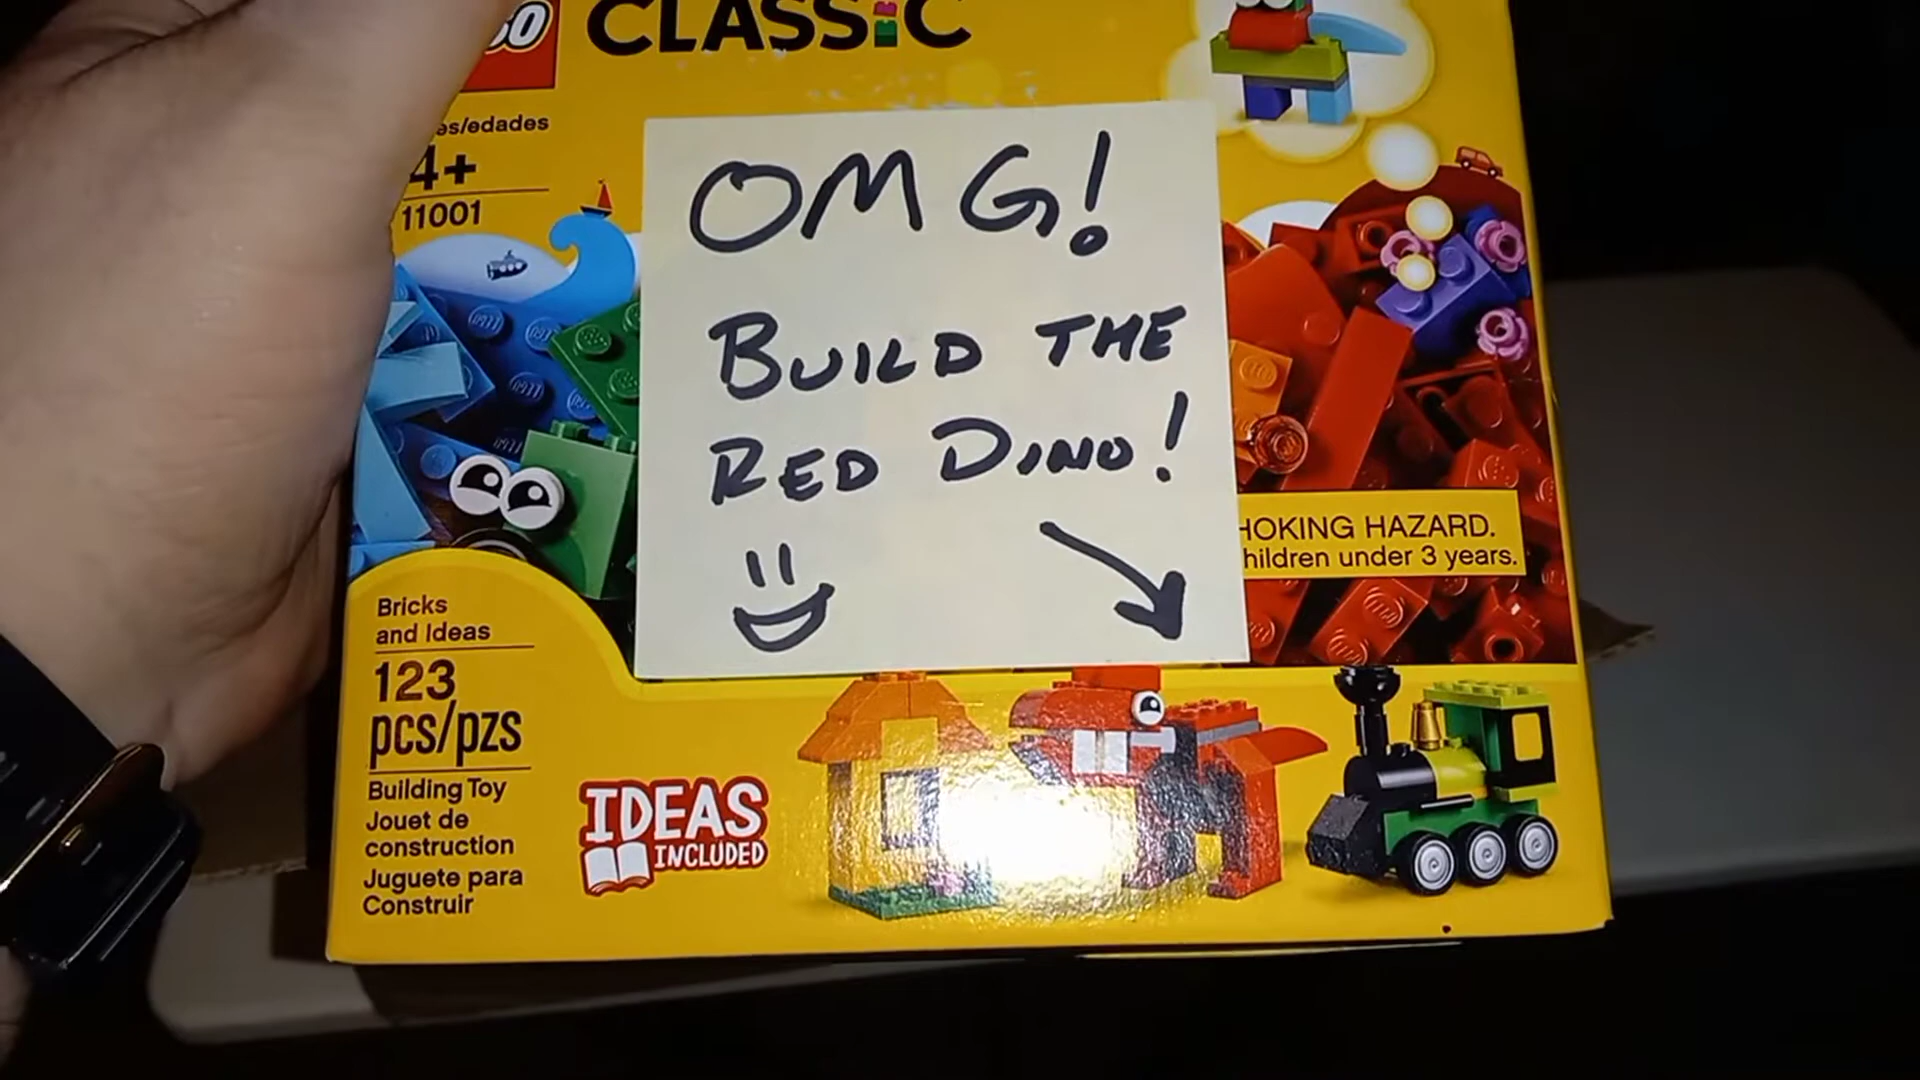 CLASSIC
es/edades
4+
11001
OMG!
BUILD THE
RED DINO!
HOKING HAZARD.
hildren under 3 years.
Bricks
and Ideas
123
pcs/pzs
Building Toy
Jouet de
construction
Juguete para
Construir
IDEAS
INCLUDED